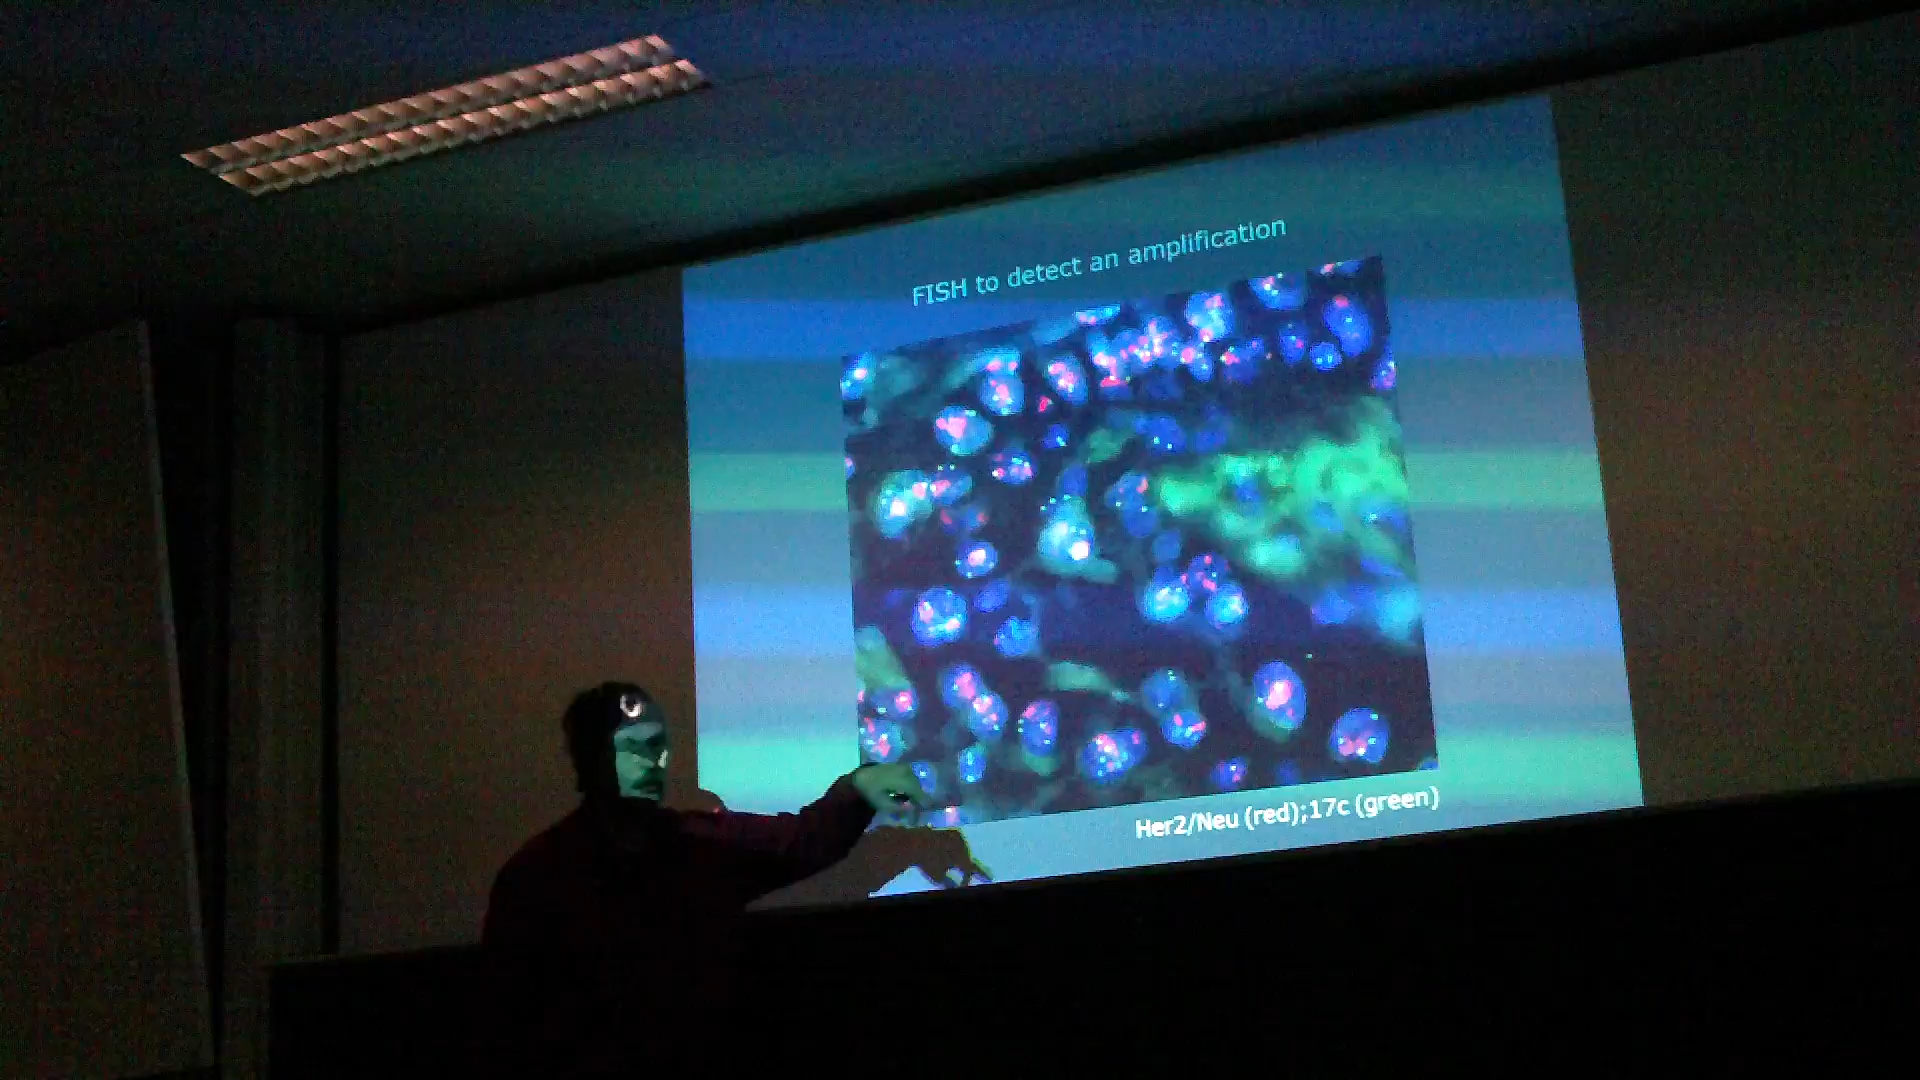 FISH to detect an amplification
Her2/Neu (red);17c (green)